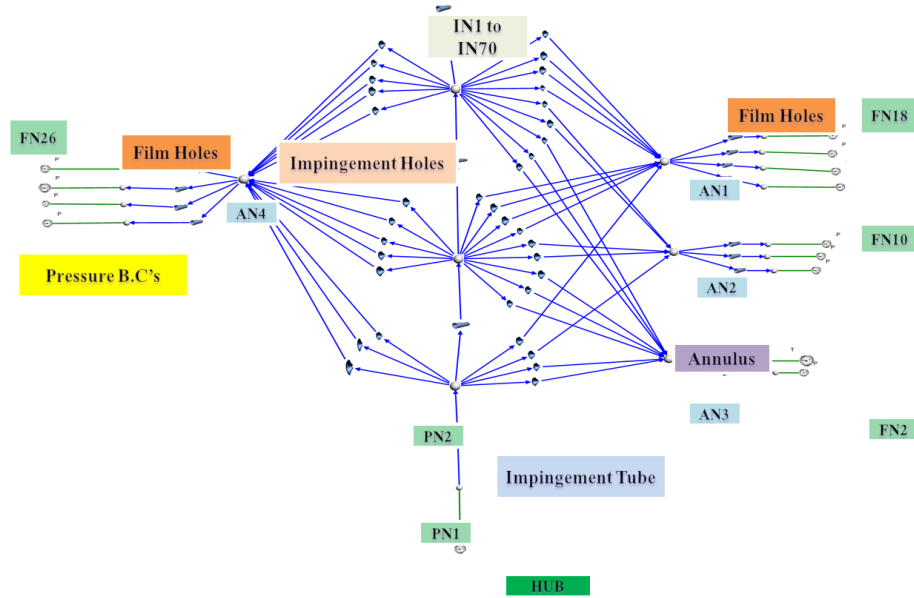 IN1 to
IN70
FN26
Film Holes
Impingement Holes
Film Holes
FN18
P
P
P
P
P
P
P
AN4
AN1
Pressure B.C's
FN10
P
P
AN2
Annulus
T
P
AN3
FN2
PN2
Impingement Tube
PN1
HUB